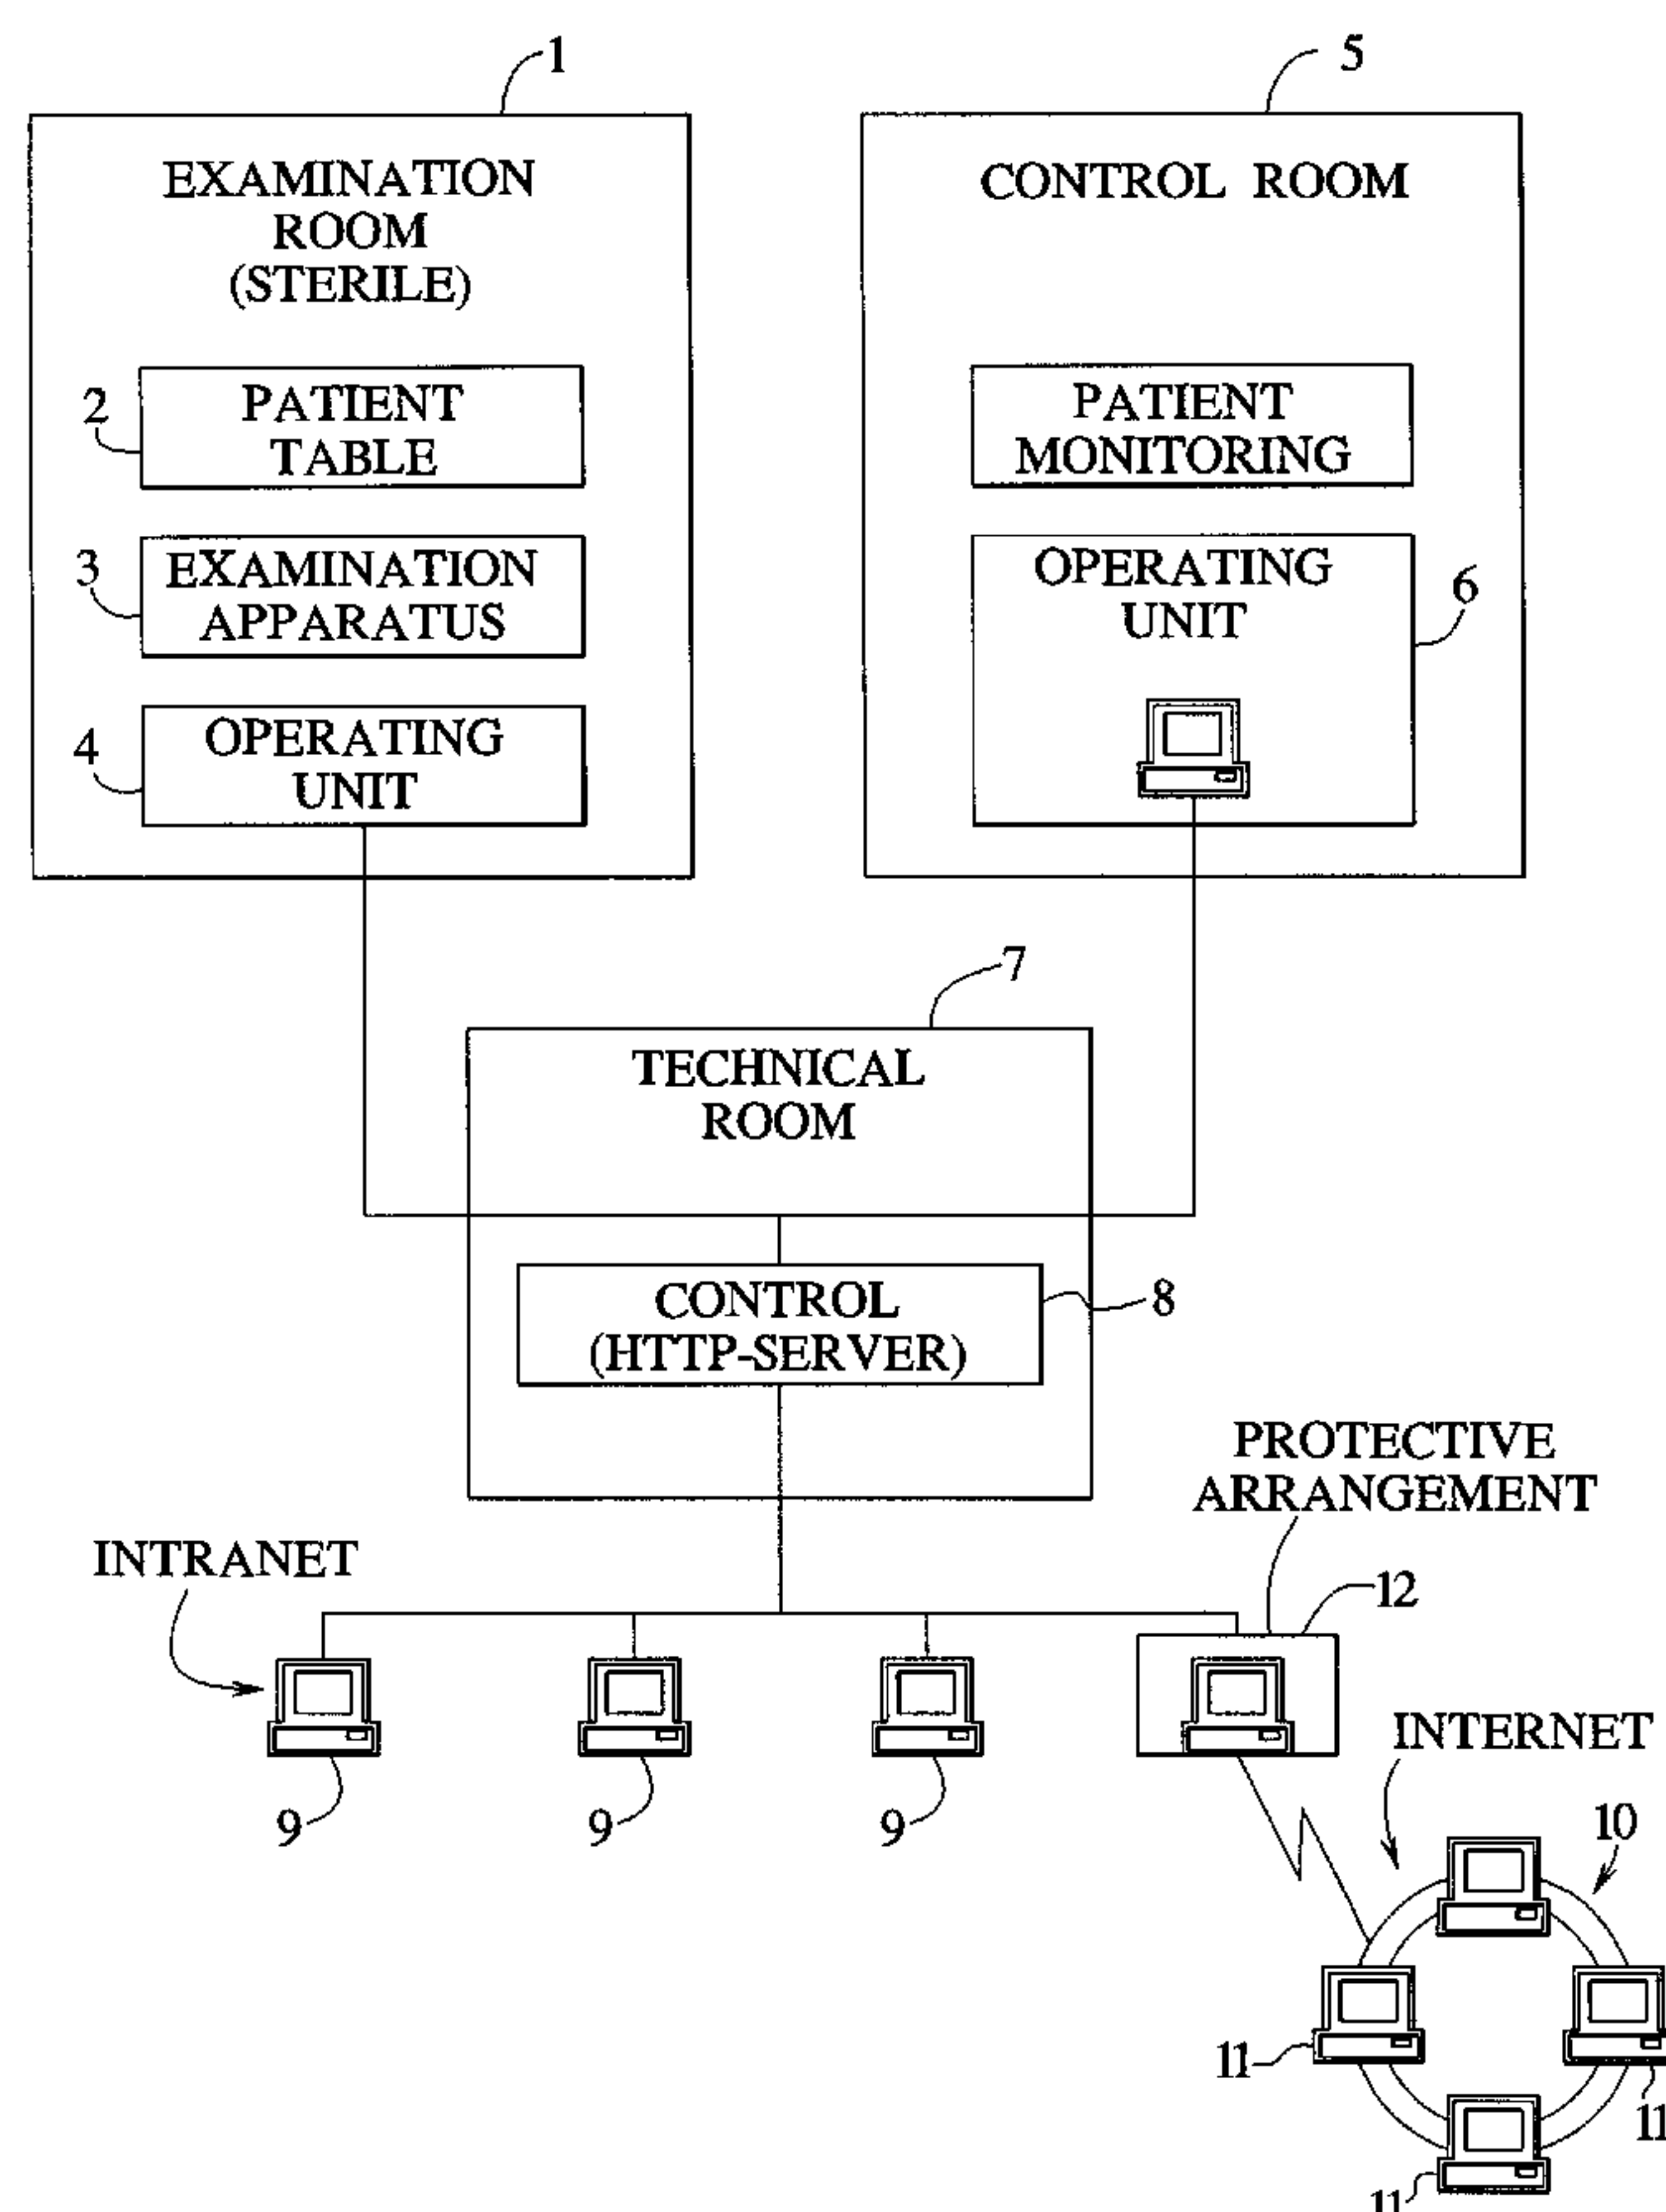 1
5
EXAMINATION
ROOM
(STERILE)
CONTROL ROOM
2
PATIENT
TABLE
PATIENT
MONITORING
3
EXAMINATION
APPARATUS
OPERATING
UNIT
6
4
OPERATING
UNIT
7
TECHNICAL
ROOM
CONTROL
(HTTP-SERVER)
8
PROTECTIVE
ARRANGEMENT
INTRANET
12
INTERNET
9
9
9
10
11
11
11